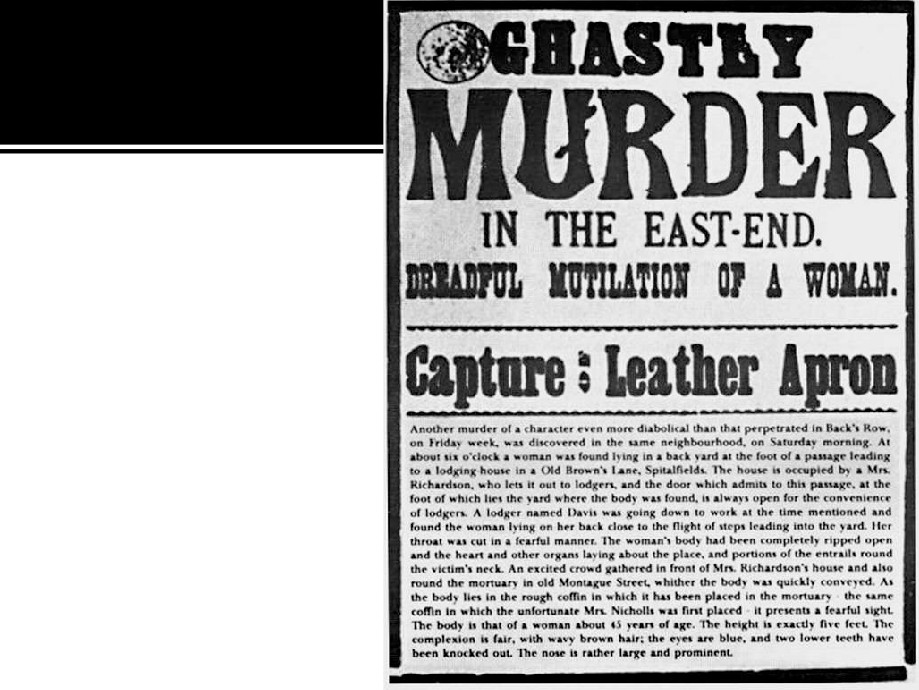 GHASTLY
MURDER
IN THE EAST-END.
DREADFUL MUTILATION OF A WOMAN.
Capture : Leather Apron
Another murder of a character even more diabolical than that perpetrated in Back's Row,
on Friday week, was discovered in the same neighbourhood, on Saturday morning. At
about six o'clock a woman was found lying in a back yard at the foot of a passage leading
to a lodging-house in a Old Brown's Lane, Spitalfields. The house is occupied by a Mrs.
Richardson, who lets it out to lodgers, and the door which admits to this passage, at the
foot of which lies the yard where the body was found, is always open for the convenience
of lodgers. A lodger named Davis was going down to work at the time mentioned and
found the woman lying on her back close to the flight of steps leading into the yard. Her
throat was cut in a fearful manner. The woman's body had been completely ripped open
and the heart and other organs laying about the place, and portions of the entrails round
the victim's neck. An excited crowd gathered in front of Mrs. Richardson's house and also
round the mortuary in old Montague Street, whither the body was quickly conveyed. As
the body lies in the rough coffin in which it has been placed in the mortuary - the same
coffin in which the unfortunate Mrs. Nicholls was first placed - it presents a fearful sight.
The body is that of a woman about 45 years of age. The height is exactly five feet. The
complexion is fair, with wavy brown hair; the eyes are blue, and two lower teeth have
been knocked out. The nose is rather large and prominent.